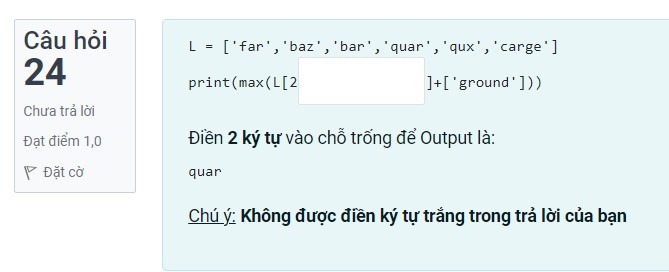 Câu hỏi
24
Chưa trả lời
Đạt điểm 1,0
Đặt cờ
L = ['far','baz','bar','quar','qux','carge']
print(max(L[2 ]+['ground']))
Điền 2 ký tự vào chỗ trống để Output là:
quar
Chú ý: Không được điền ký tự trắng trong trả lời của bạn